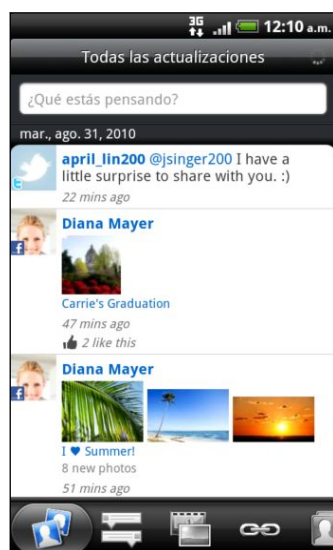 3G 12:10 a.m.
Todas las actualizaciones
¿Qué estás pensando?
mar., ago. 31, 2010
april_lin200 @jsinger200 I have a
little surprise to share with you. :)
22 mins ago
Diana Mayer
Carrie's Graduation
47 mins ago
2 like this
Diana Mayer
I ♥ Summer!
8 new photos
51 mins ago